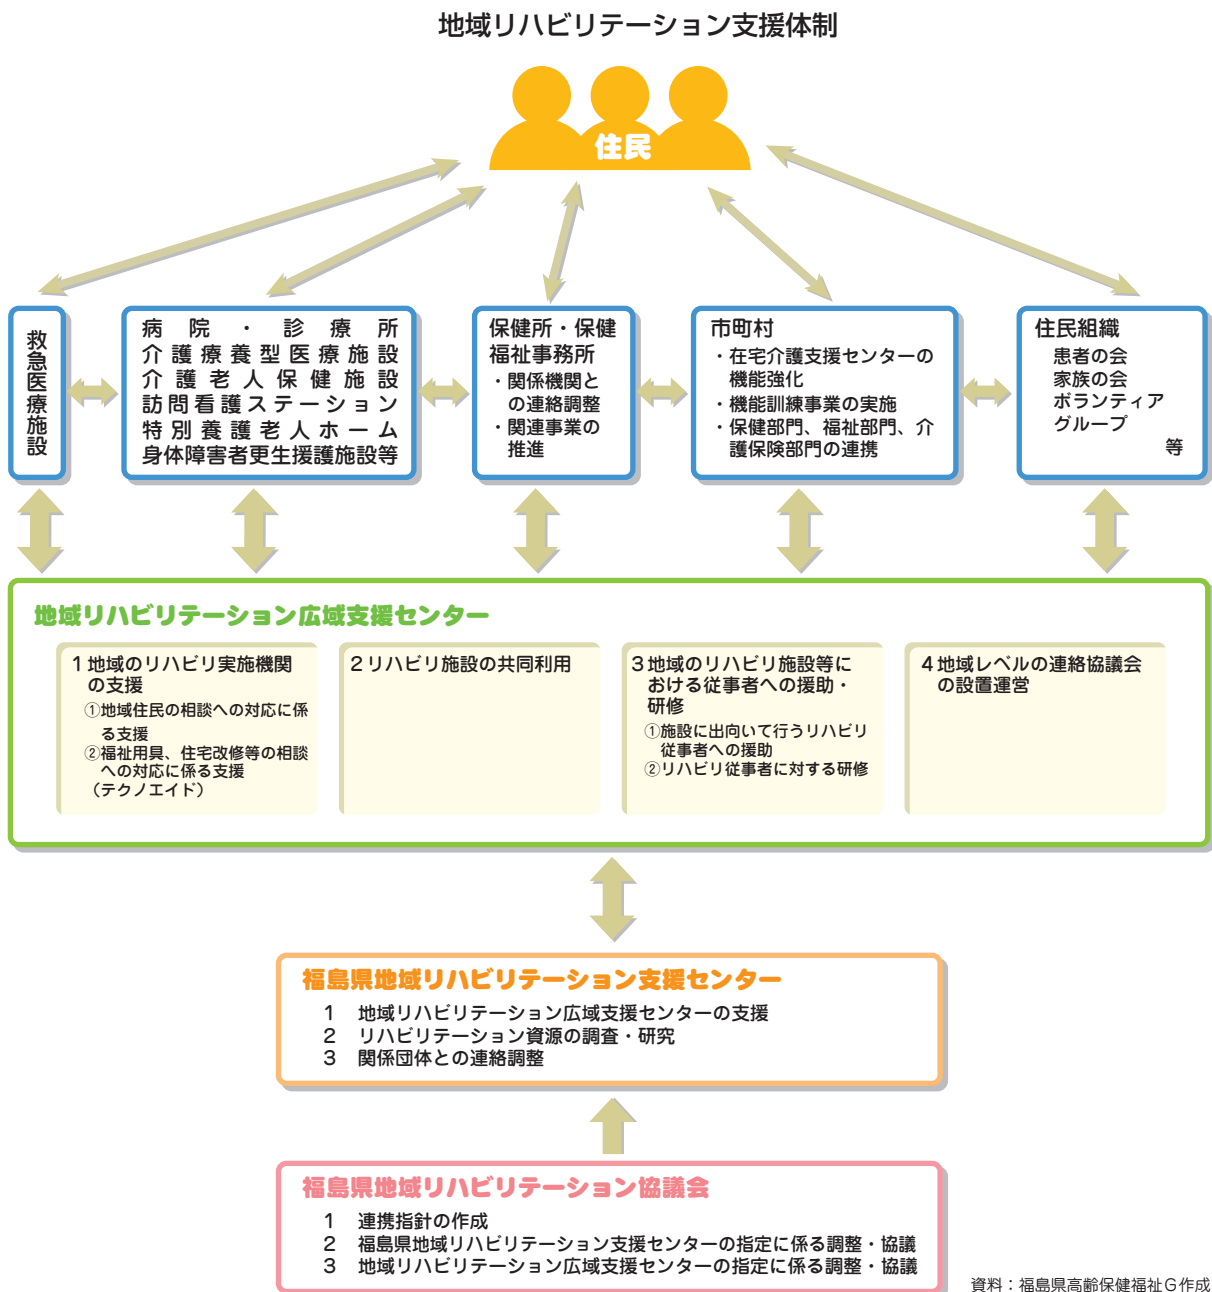 地域リハビリテーション支援体制
住民
救急医療施設
病院・診療所
介護療養型医療施設
介護老人保健施設
訪問看護ステーション
特別養護老人ホーム
身体障害者更生援護施設等
保健所・保健
福祉事務所
・関係機関と
の連絡調整
・関連事業の
推進
市町村
・在宅介護支援センターの
機能強化
・機能訓練事業の実施
・保健部門、福祉部門、介
護保険部門の連携
住民組織
患者の会
家族の会
ボランティア
グループ
等
地域リハビリテーション広域支援センター
1 地域のリハビリ実施機関
の支援
①地域住民の相談への対応に係
る支援
②福祉用具、住宅改修等の相談
への対応に係る支援
（テクノエイド）
2 リハビリ施設の共同利用
3 地域のリハビリ施設等に
おける従事者への援助・
研修
①施設に出向いて行うリハビリ
従事者への援助
②リハビリ従事者に対する研修
4 地域レベルの連絡協議会
の設置運営
福島県地域リハビリテーション支援センター
1 地域リハビリテーション広域支援センターの支援
2 リハビリテーション資源の調査・研究
3 関係団体との連絡調整
福島県地域リハビリテーション協議会
1 連携指針の作成
2 福島県地域リハビリテーション支援センターの指定に係る調整・協議
3 地域リハビリテーション広域支援センターの指定に係る調整・協議
資料：福島県高齢保健福祉G作成